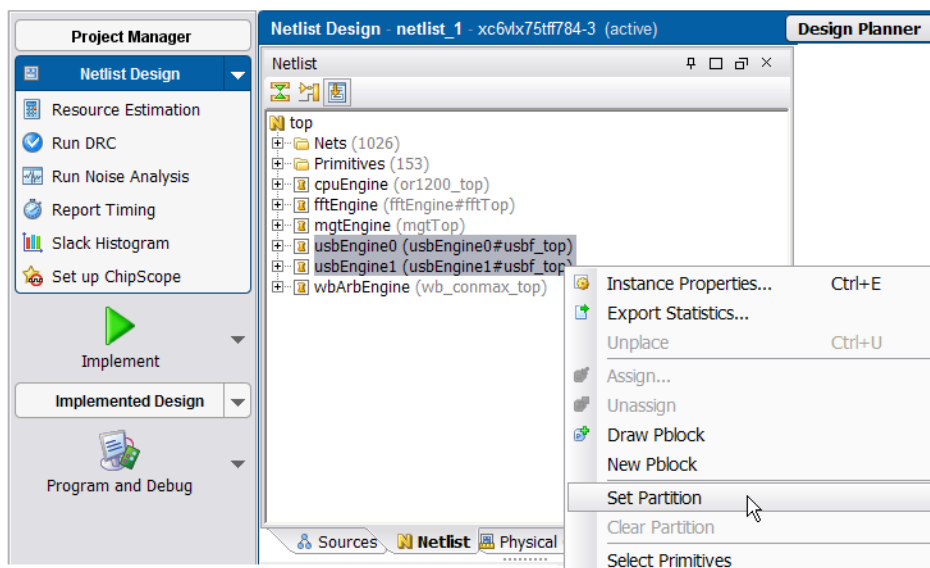 Project Manager
Netlist Design
Resource Estimation
Run DRC
Run Noise Analysis
Report Timing
Slack Histogram
Set up ChipScope
Implement
Implemented Design
Program and Debug
Netlist Design - netlist_1 - xc6vlx75tff784-3 (active)
Design Planner
Netlist
top
Nets (1026)
Primitives (153)
cpuEngine (or1200_top)
fftEngine (fftEngine#fftTop)
mgtEngine (mgtTop)
usbEngine0 (usbEngine0#usbf_top)
usbEngine1 (usbEngine1#usbf_top)
wbArbEngine (wb_conmax_top)
Instance Properties... Ctrl+E
Export Statistics...
Unplace Ctrl+U
Assign...
Unassign
Draw Pblock
New Pblock
Set Partition
Clear Partition
Select Primitives
Sources Netlist Physical